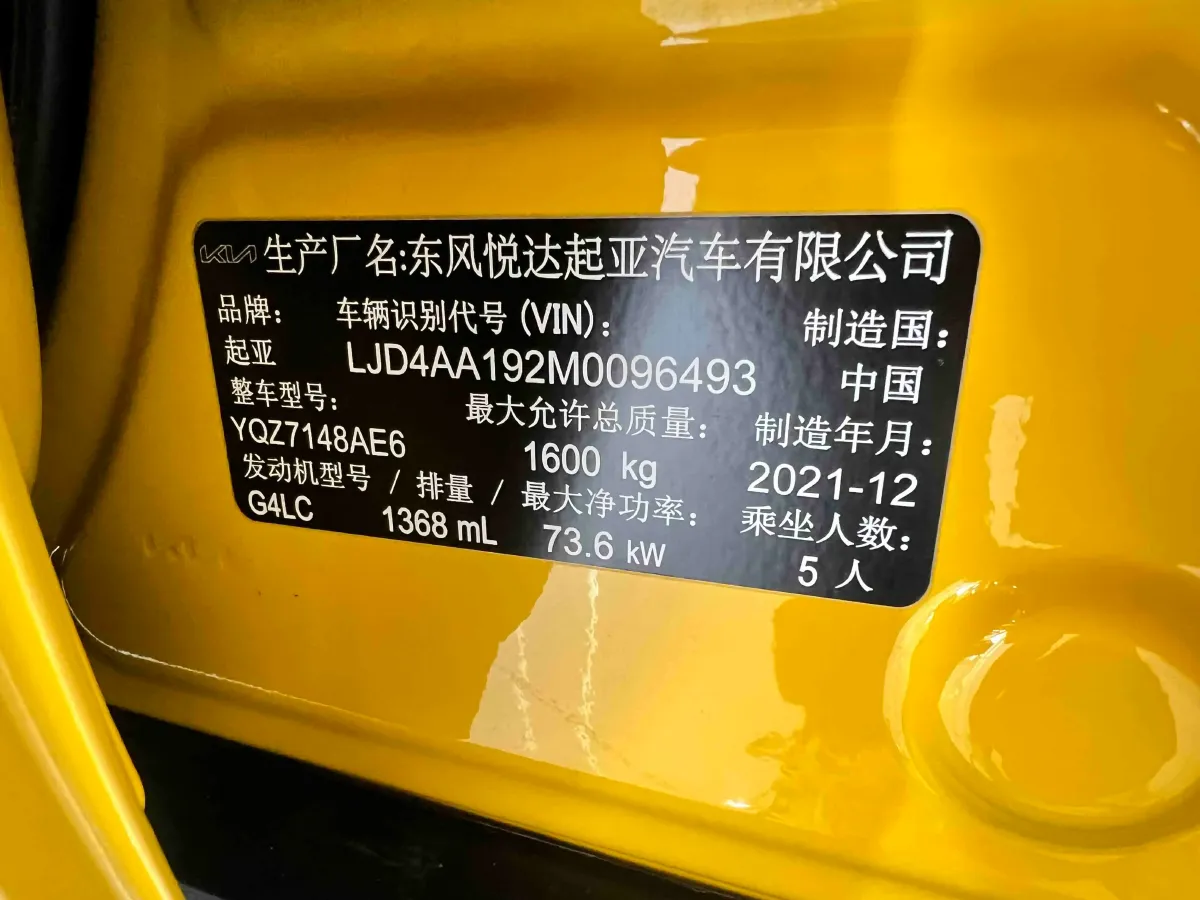 KIA 生产厂名:东风悦达起亚汽车有限公司
品牌: 车辆识别代号 (VIN): 制造国:
起亚 LJD4AA192M0096493 中国
整车型号: 最大允许总质量: 制造年月:
YQZ7148AE6 1600 kg 2021-12
发动机型号 / 排量 / 最大净功率: 乘坐人数:
G4LC 1368 mL 73.6 kW 5 人